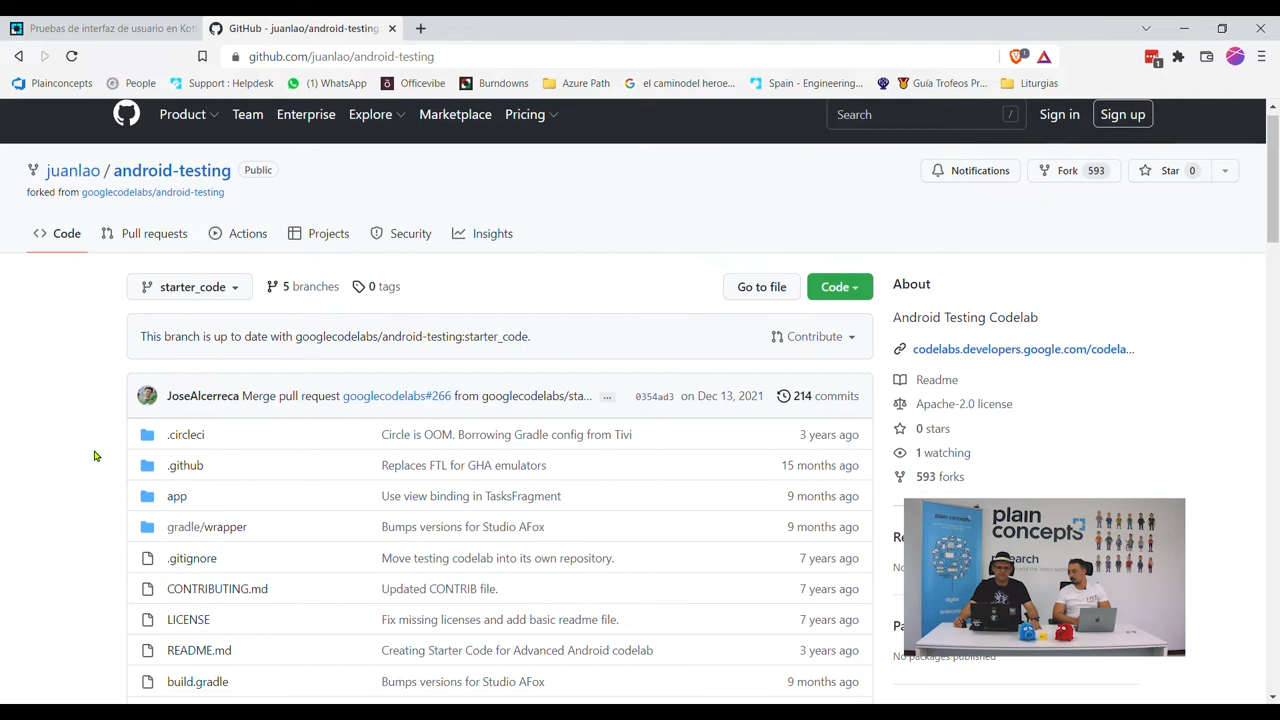 Pruebas de interfaz de usuario en Kotl
GitHub - juanlao/android-testing:
github.com/juanlao/android-testing
1
1
Plainconcepts
People
Support : Helpdesk
(1) WhatsApp
Officevibe
Burndowns
Azure Path
el caminodel heroe...
Spain - Engineering...
Guía Trofeos Pr...
Liturgias
Product
Team
Enterprise
Explore
Marketplace
Pricing
Search
/
Sign in
Sign up
juanlao / android-testing
Public
Notifications
Fork 593
Star 0
forked from googlecodelabs/android-testing
Code
Pull requests
Actions
Projects
Security
Insights
starter_code
5 branches
0 tags
Go to file
Code
This branch is up to date with googlecodelabs/android-testing:starter_code.
Contribute
JoseAlcerreca Merge pull request googlecodelabs#266 from googlecodelabs/sta... ... 0354ad3 on Dec 13, 2021 214 commits
.circleci Circle is OOM. Borrowing Gradle config from Tivi 3 years ago
.github Replaces FTL for GHA emulators 15 months ago
app Use view binding in TasksFragment 9 months ago
gradle/wrapper Bumps versions for Studio AFox 9 months ago
.gitignore Move testing codelab into its own repository. 7 years ago
CONTRIBUTING.md Updated CONTRIB file. 7 years ago
LICENSE Fix missing licenses and add basic readme file. 7 years ago
README.md Creating Starter Code for Advanced Android codelab 3 years ago
build.gradle Bumps versions for Studio AFox 9 months ago
About
Android Testing Codelab
codelabs.developers.google.com/codela...
Readme
Apache-2.0 license
0 stars
1 watching
593 forks
plain concepts
plain
concepts
No packages published